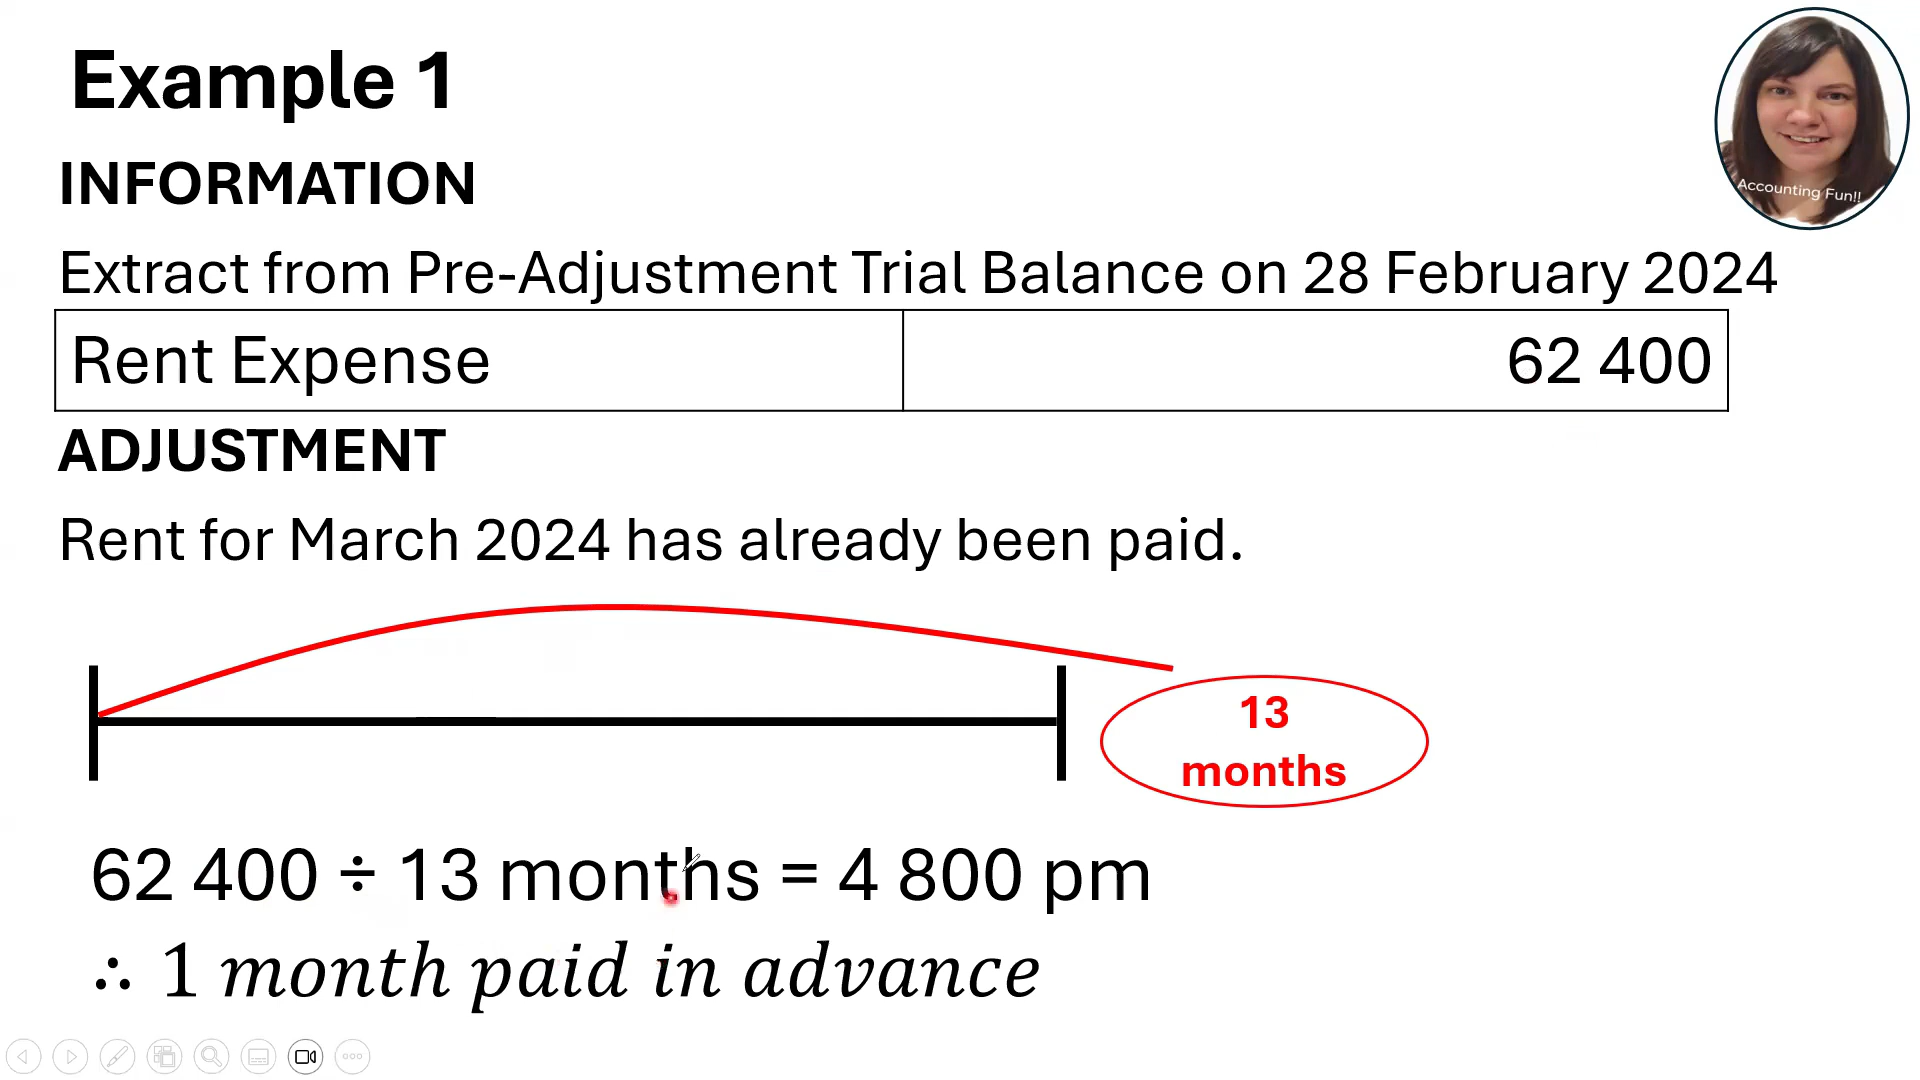 Example 1
Accounting Fun!!
INFORMATION
Extract from Pre-Adjustment Trial Balance on 28 February 2024
Rent Expense 62 400
ADJUSTMENT
Rent for March 2024 has already been paid.
13
months
62 400 ÷ 13 months = 4 800 pm
∴ 1 month paid in advance